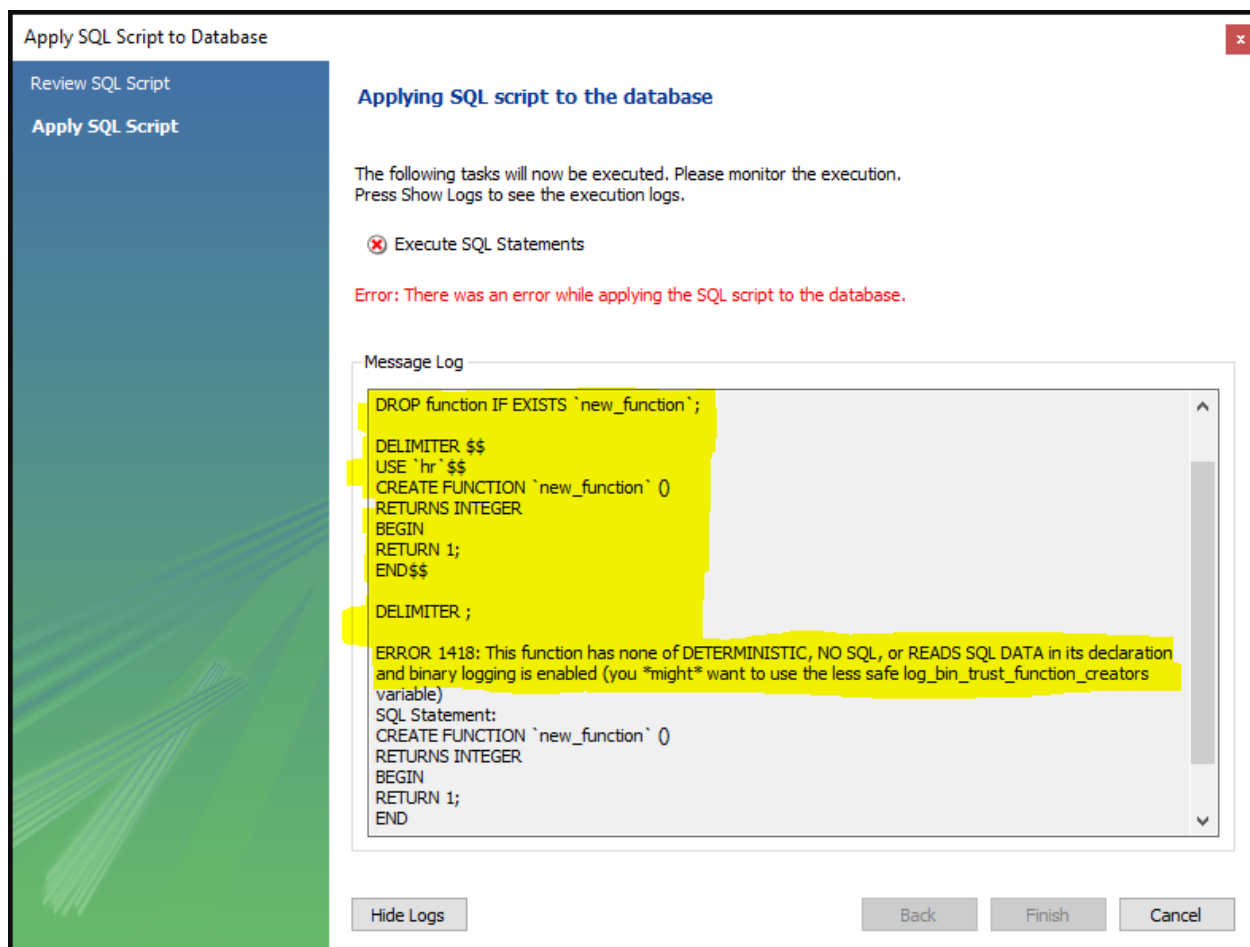 Apply SQL Script to Database
x
Review SQL Script
Apply SQL Script
Applying SQL script to the database
The following tasks will now be executed. Please monitor the execution.
Press Show Logs to see the execution logs.
Execute SQL Statements
Error: There was an error while applying the SQL script to the database.
Message Log
DROP function IF EXISTS `new_function`;
DELIMITER $$
USE `hr`$$
CREATE FUNCTION `new_function` ()
RETURNS INTEGER
BEGIN
RETURN 1;
END$$
DELIMITER ;
ERROR 1418: This function has none of DETERMINISTIC, NO SQL, or READS SQL DATA in its declaration
and binary logging is enabled (you *might* want to use the less safe log_bin_trust_function_creators
variable)
SQL Statement:
CREATE FUNCTION `new_function` ()
RETURNS INTEGER
BEGIN
RETURN 1;
END
Hide Logs
Back
Finish
Cancel